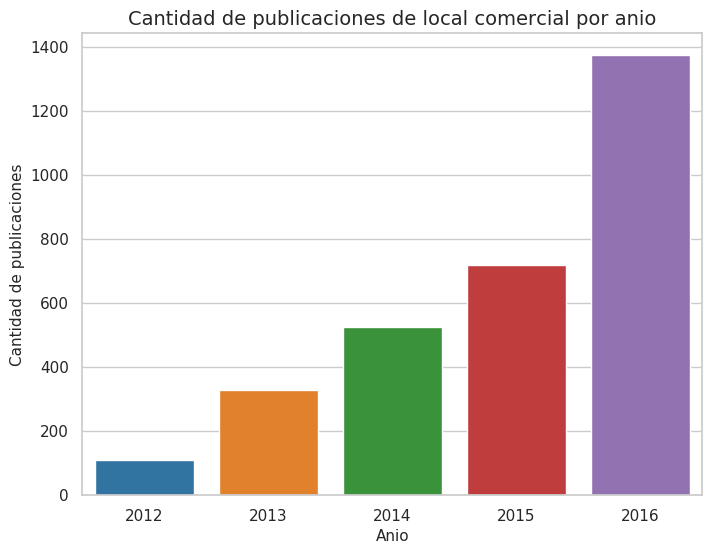 Cantidad de publicaciones de local comercial por anio
Cantidad de publicaciones
1400
1200
1000
800
600
400
200
0
2012 2013 2014 2015 2016
Anio